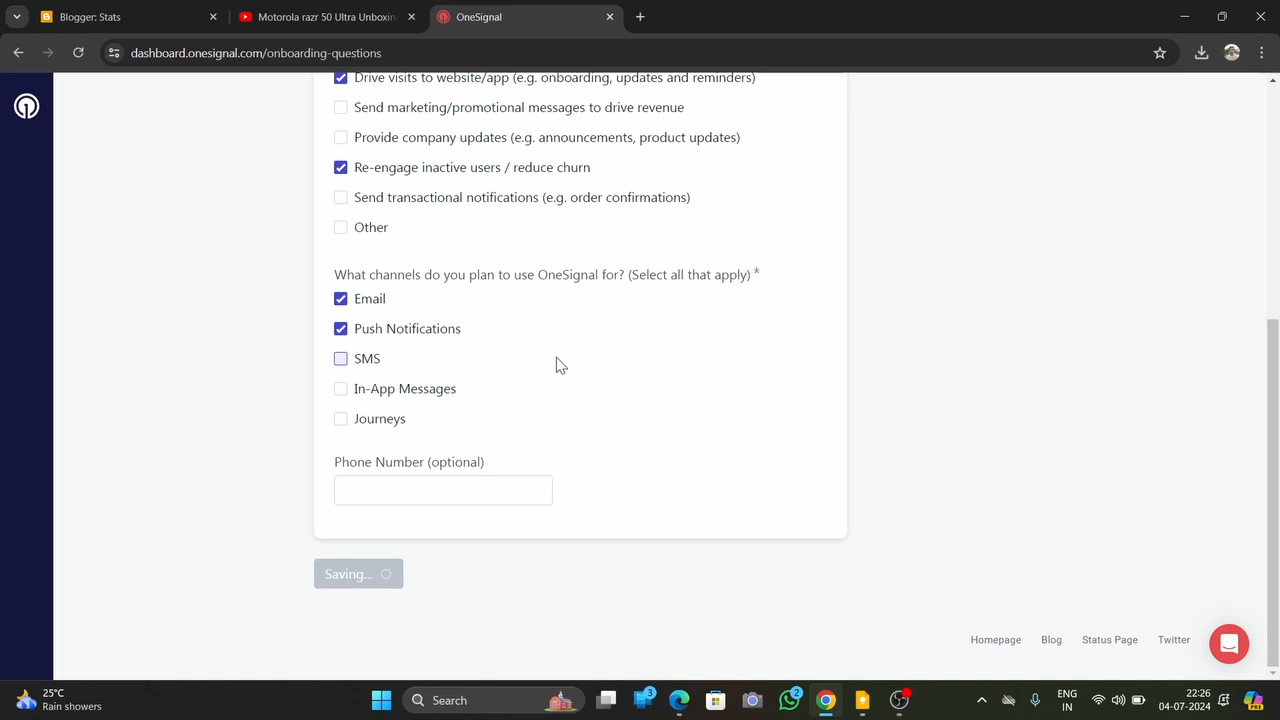 Blogger: Stats
Motorola razr 50 Ultra Unboxin
OneSignal
dashboard.onesignal.com/onboarding-questions
Drive visits to website/app (e.g. onboarding, updates and reminders)
Send marketing/promotional messages to drive revenue
Provide company updates (e.g. announcements, product updates)
Re-engage inactive users / reduce churn
Send transactional notifications (e.g. order confirmations)
Other
What channels do you plan to use OneSignal for? (Select all that apply) *
Email
Push Notifications
SMS
In-App Messages
Journeys
Phone Number (optional)
Saving...
Homepage Blog Status Page Twitter
25°C
Rain showers
Search
3
2
ENG
IN
22:26
04-07-2024